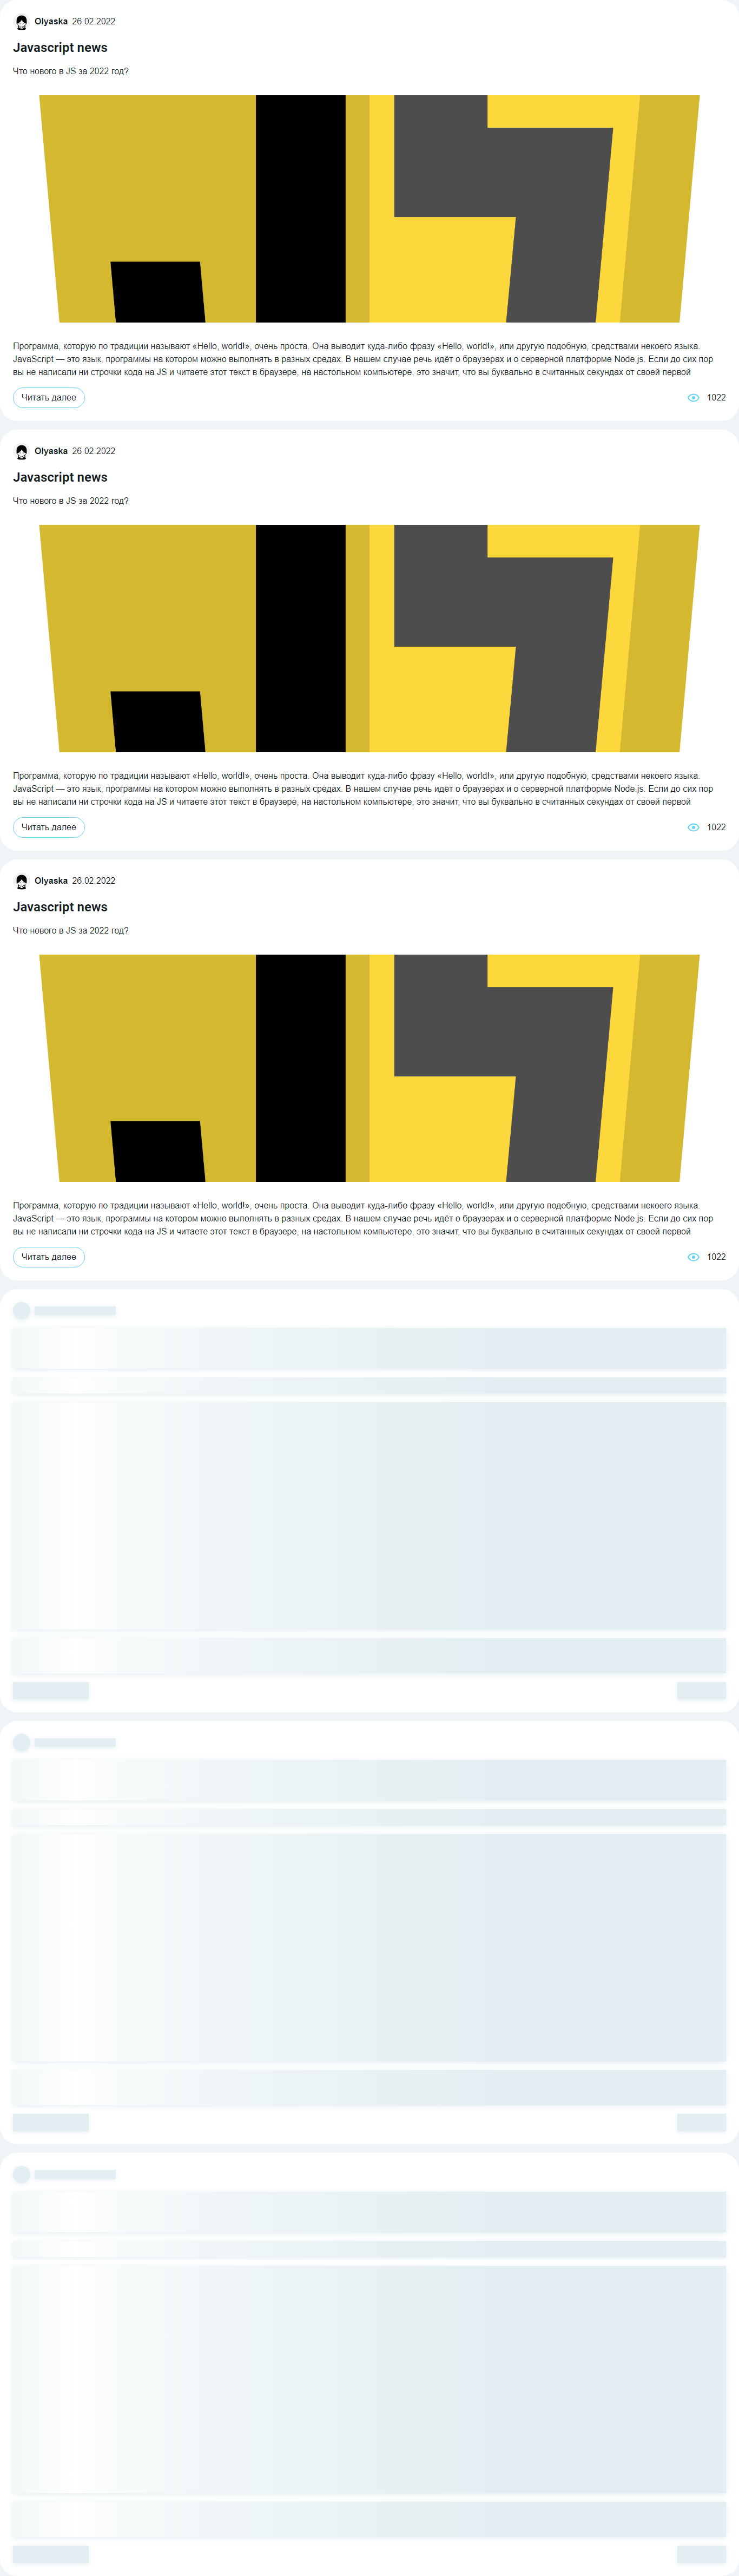 Olyaska 26.02.2022
Javascript news
Что нового в JS за 2022 год?
Программа, которую по традиции называют «Hello, world!», очень проста. Она выводит куда-либо фразу «Hello, world!», или другую подобную, средствами некоего языка.
JavaScript — это язык, программы на котором можно выполнять в разных средах. В нашем случае речь идёт о браузерах и о серверной платформе Node.js. Если до сих пор
вы не написали ни строчки кода на JS и читаете этот текст в браузере, на настольном компьютере, это значит, что вы буквально в считанных секундах от своей первой
Читать далее 1022
Olyaska 26.02.2022
Javascript news
Что нового в JS за 2022 год?
Программа, которую по традиции называют «Hello, world!», очень проста. Она выводит куда-либо фразу «Hello, world!», или другую подобную, средствами некоего языка.
JavaScript — это язык, программы на котором можно выполнять в разных средах. В нашем случае речь идёт о браузерах и о серверной платформе Node.js. Если до сих пор
вы не написали ни строчки кода на JS и читаете этот текст в браузере, на настольном компьютере, это значит, что вы буквально в считанных секундах от своей первой
Читать далее 1022
Olyaska 26.02.2022
Javascript news
Что нового в JS за 2022 год?
Программа, которую по традиции называют «Hello, world!», очень проста. Она выводит куда-либо фразу «Hello, world!», или другую подобную, средствами некоего языка.
JavaScript — это язык, программы на котором можно выполнять в разных средах. В нашем случае речь идёт о браузерах и о серверной платформе Node.js. Если до сих пор
вы не написали ни строчки кода на JS и читаете этот текст в браузере, на настольном компьютере, это значит, что вы буквально в считанных секундах от своей первой
Читать далее 1022